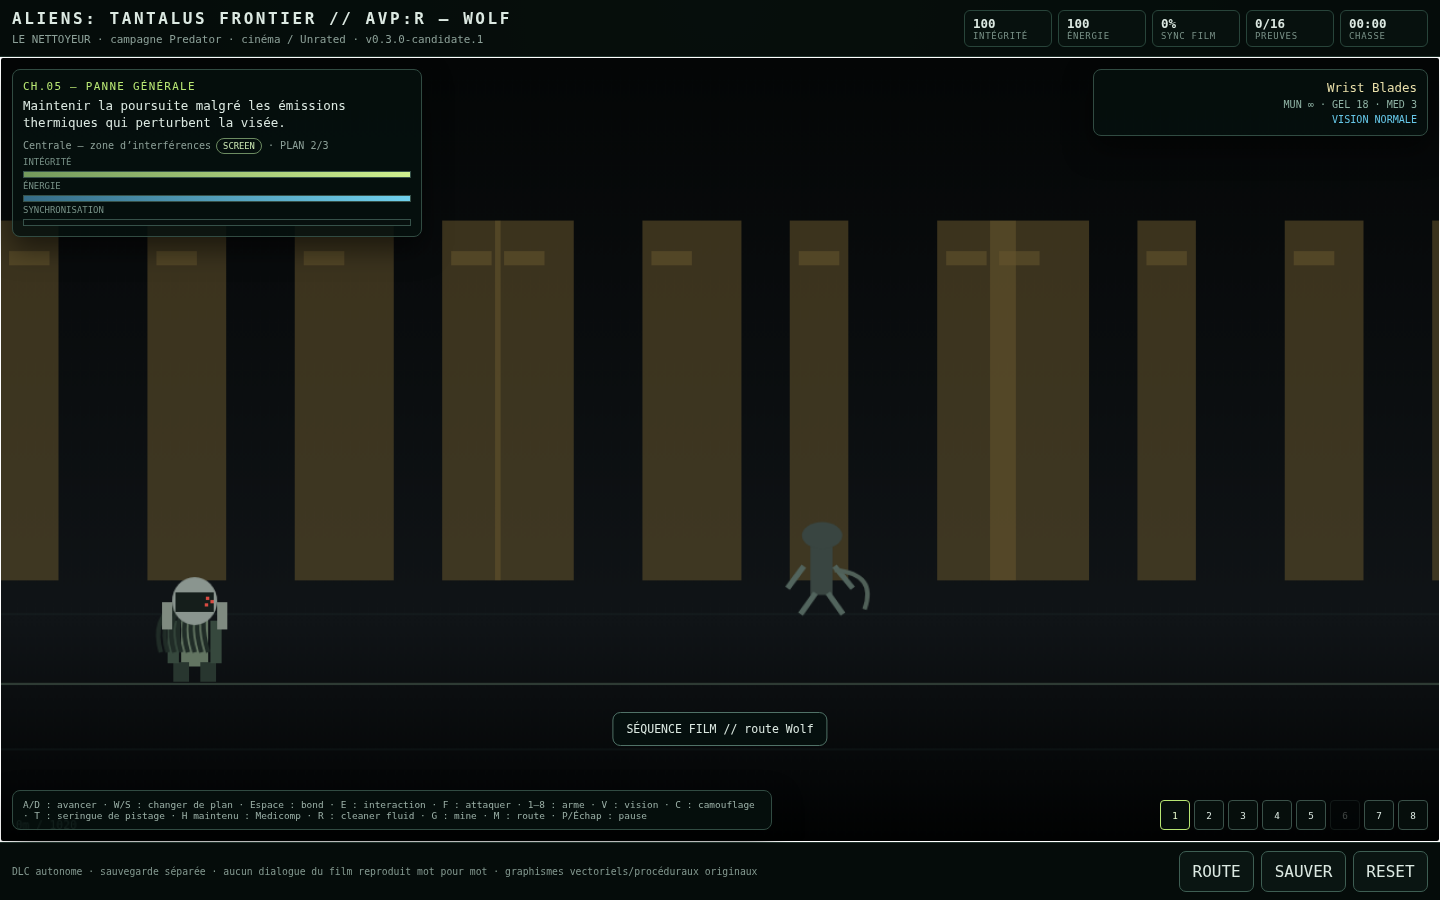 ALIENS: TANTALUS FRONTIER // AVP:R — WOLF
LE NETTOYEUR · campagne Predator · cinéma / Unrated · v0.3.0-candidate.1
100
INTÉGRITÉ
100
ÉNERGIE
0%
SYNC FILM
0/16
PREUVES
00:00
CHASSE
CH.05 — PANNE GÉNÉRALE
Maintenir la poursuite malgré les émissions
thermiques qui perturbent la visée.
Centrale — zone d’interférences SCREEN · PLAN 2/3
INTÉGRITÉ
ÉNERGIE
SYNCHRONISATION
Wrist Blades
MUN ∞ · GEL 18 · MED 3
VISION NORMALE
SÉQUENCE FILM // route Wolf
A/D : avancer · W/S : changer de plan · Espace : bond · E : interaction · F : attaquer · 1–8 : arme · V : vision · C : camouflage
· T : seringue de pistage · H maintenu : Medicomp · R : cleaner fluid · G : mine · M : route · P/Échap : pause
1 2 3 4 5 6 7 8
DLC autonome · sauvegarde séparée · aucun dialogue du film reproduit mot pour mot · graphismes vectoriels/procéduraux originaux
ROUTE SAUVER RESET